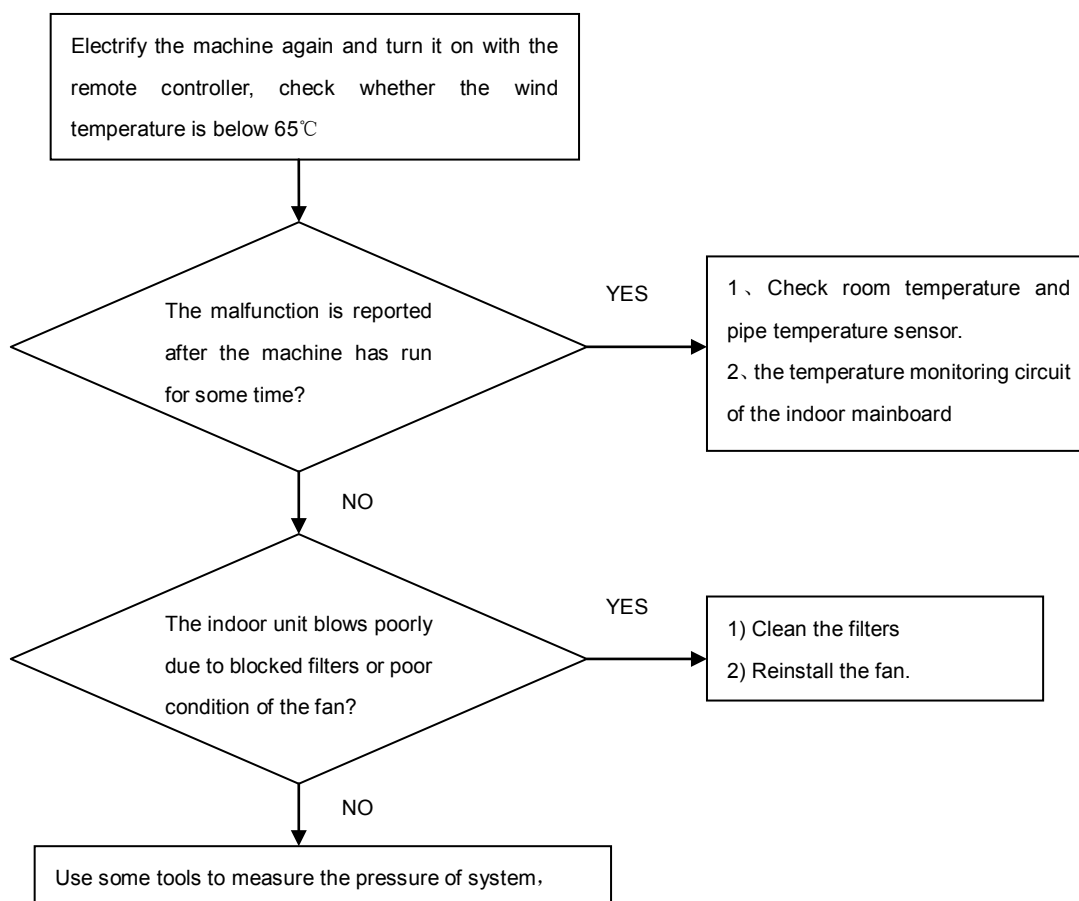 Electrify the machine again and turn it on with the
remote controller, check whether the wind
temperature is below 65℃
The malfunction is reported
after the machine has run
for some time?
YES
1、Check room temperature and
pipe temperature sensor.
2、the temperature monitoring circuit
of the indoor mainboard
NO
The indoor unit blows poorly
due to blocked filters or poor
condition of the fan?
YES
1) Clean the filters
2) Reinstall the fan.
NO
Use some tools to measure the pressure of system，